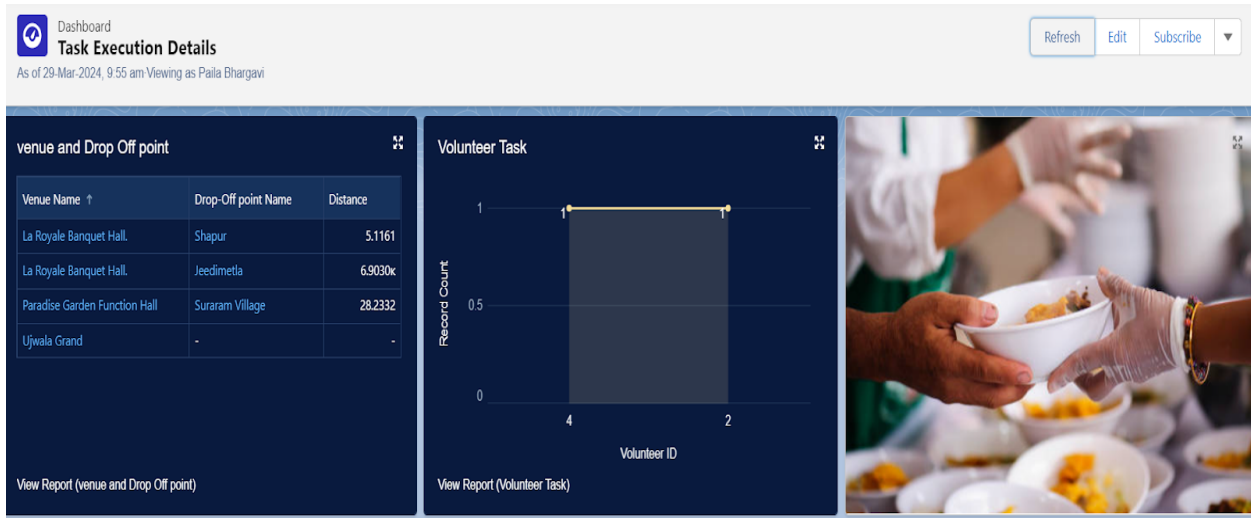 Dashboard
Task Execution Details
As of 29-Mar-2024, 9:55 am·Viewing as Paila Bhargavi
Refresh Edit Subscribe
venue and Drop Off point
Venue Name ↑ Drop-Off point Name Distance
La Royale Banquet Hall. Shapur 5.1161
La Royale Banquet Hall. Jeedimetla 6.9030к
Paradise Garden Function Hall Suraram Village 28.2332
Ujwala Grand - -
View Report (venue and Drop Off point)
Volunteer Task
Record Count
1
0.5
0
1 1
4 2
Volunteer ID
View Report (Volunteer Task)